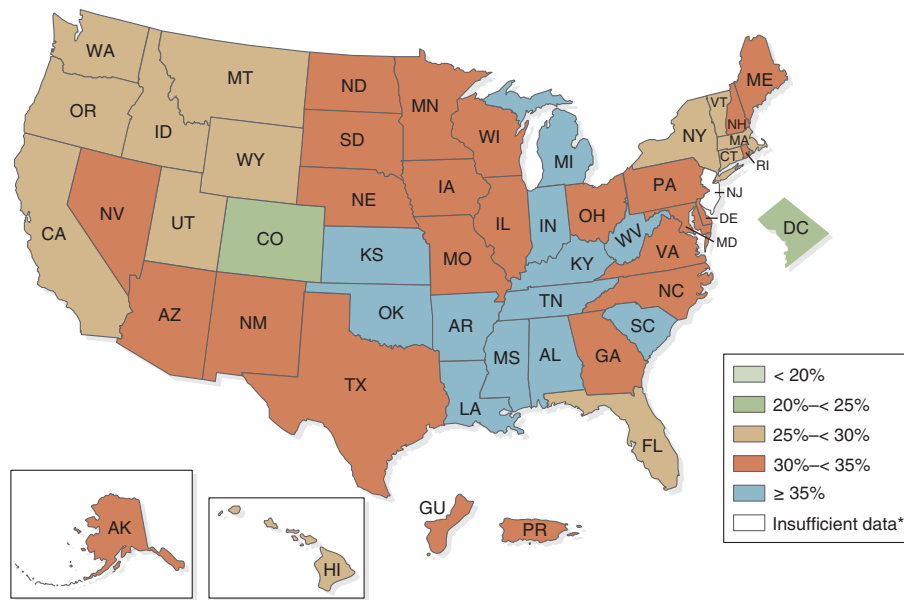 WA
MT
ND
MN
ME
OR
ID
WY
SD
WI
MI
NY
VT
NH
MA
CT
RI
NV
UT
CO
NE
IA
IL
IN
OH
PA
NJ
DE
MD
DC
CA
KS
MO
KY
WV
VA
AZ
NM
OK
AR
TN
NC
SC
TX
LA
MS
AL
GA
FL
< 20%
20%–< 25%
25%–< 30%
30%–< 35%
≥ 35%
Insufficient data*
AK
HI
GU
PR